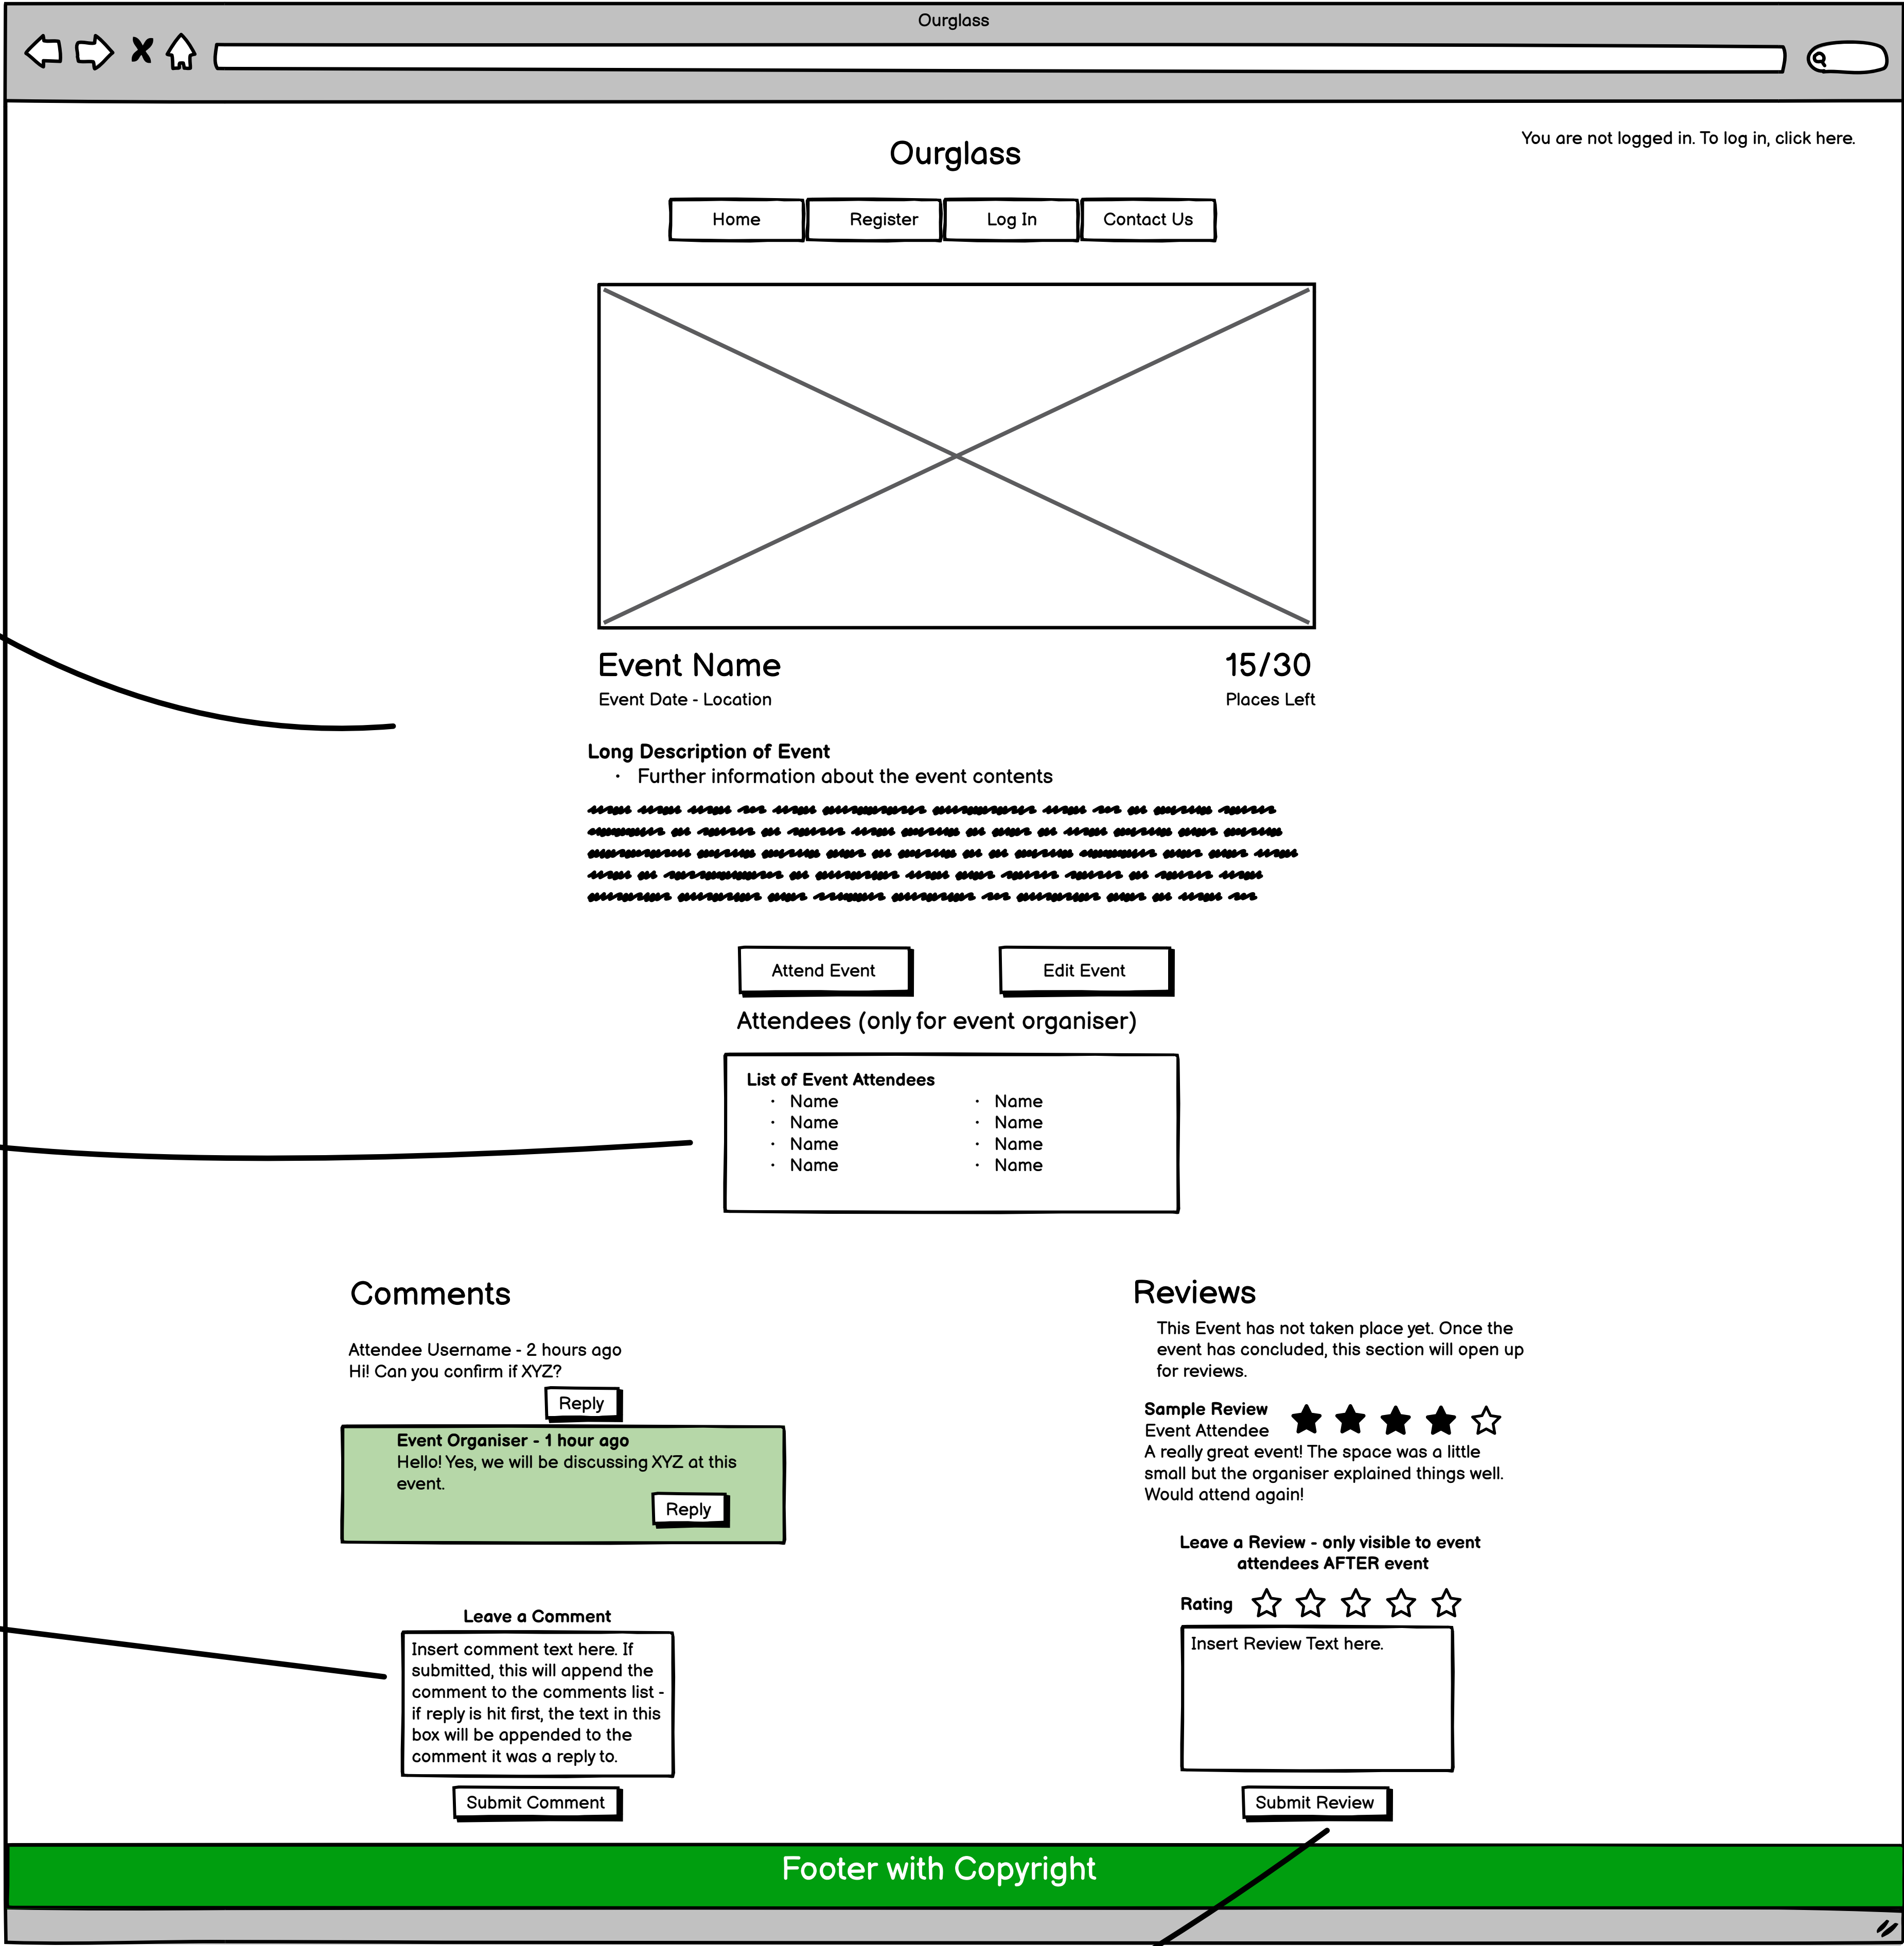 Ourglass
You are not logged in. To log in, click here.
Ourglass
Home
Register
Log In
Contact Us
Event Name
15/30
Event Date - Location
Places Left
Long Description of Event
· Further information about the event contents
Attend Event
Edit Event
Attendees (only for event organiser)
List of Event Attendees
· Name
· Name
· Name
· Name
· Name
· Name
· Name
· Name
Comments
Attendee Username - 2 hours ago
Hi! Can you confirm if XYZ?
Reply
Event Organiser - 1 hour ago
Hello! Yes, we will be discussing XYZ at this
event.
Reply
Leave a Comment
Insert comment text here. If
submitted, this will append the
comment to the comments list -
if reply is hit first, the text in this
box will be appended to the
comment it was a reply to.
Submit Comment
Reviews
This Event has not taken place yet. Once the
event has concluded, this section will open up
for reviews.
Sample Review
Event Attendee
A really great event! The space was a little
small but the organiser explained things well.
Would attend again!
Leave a Review - only visible to event
attendees AFTER event
Rating
Insert Review Text here.
Submit Review
Footer with Copyright